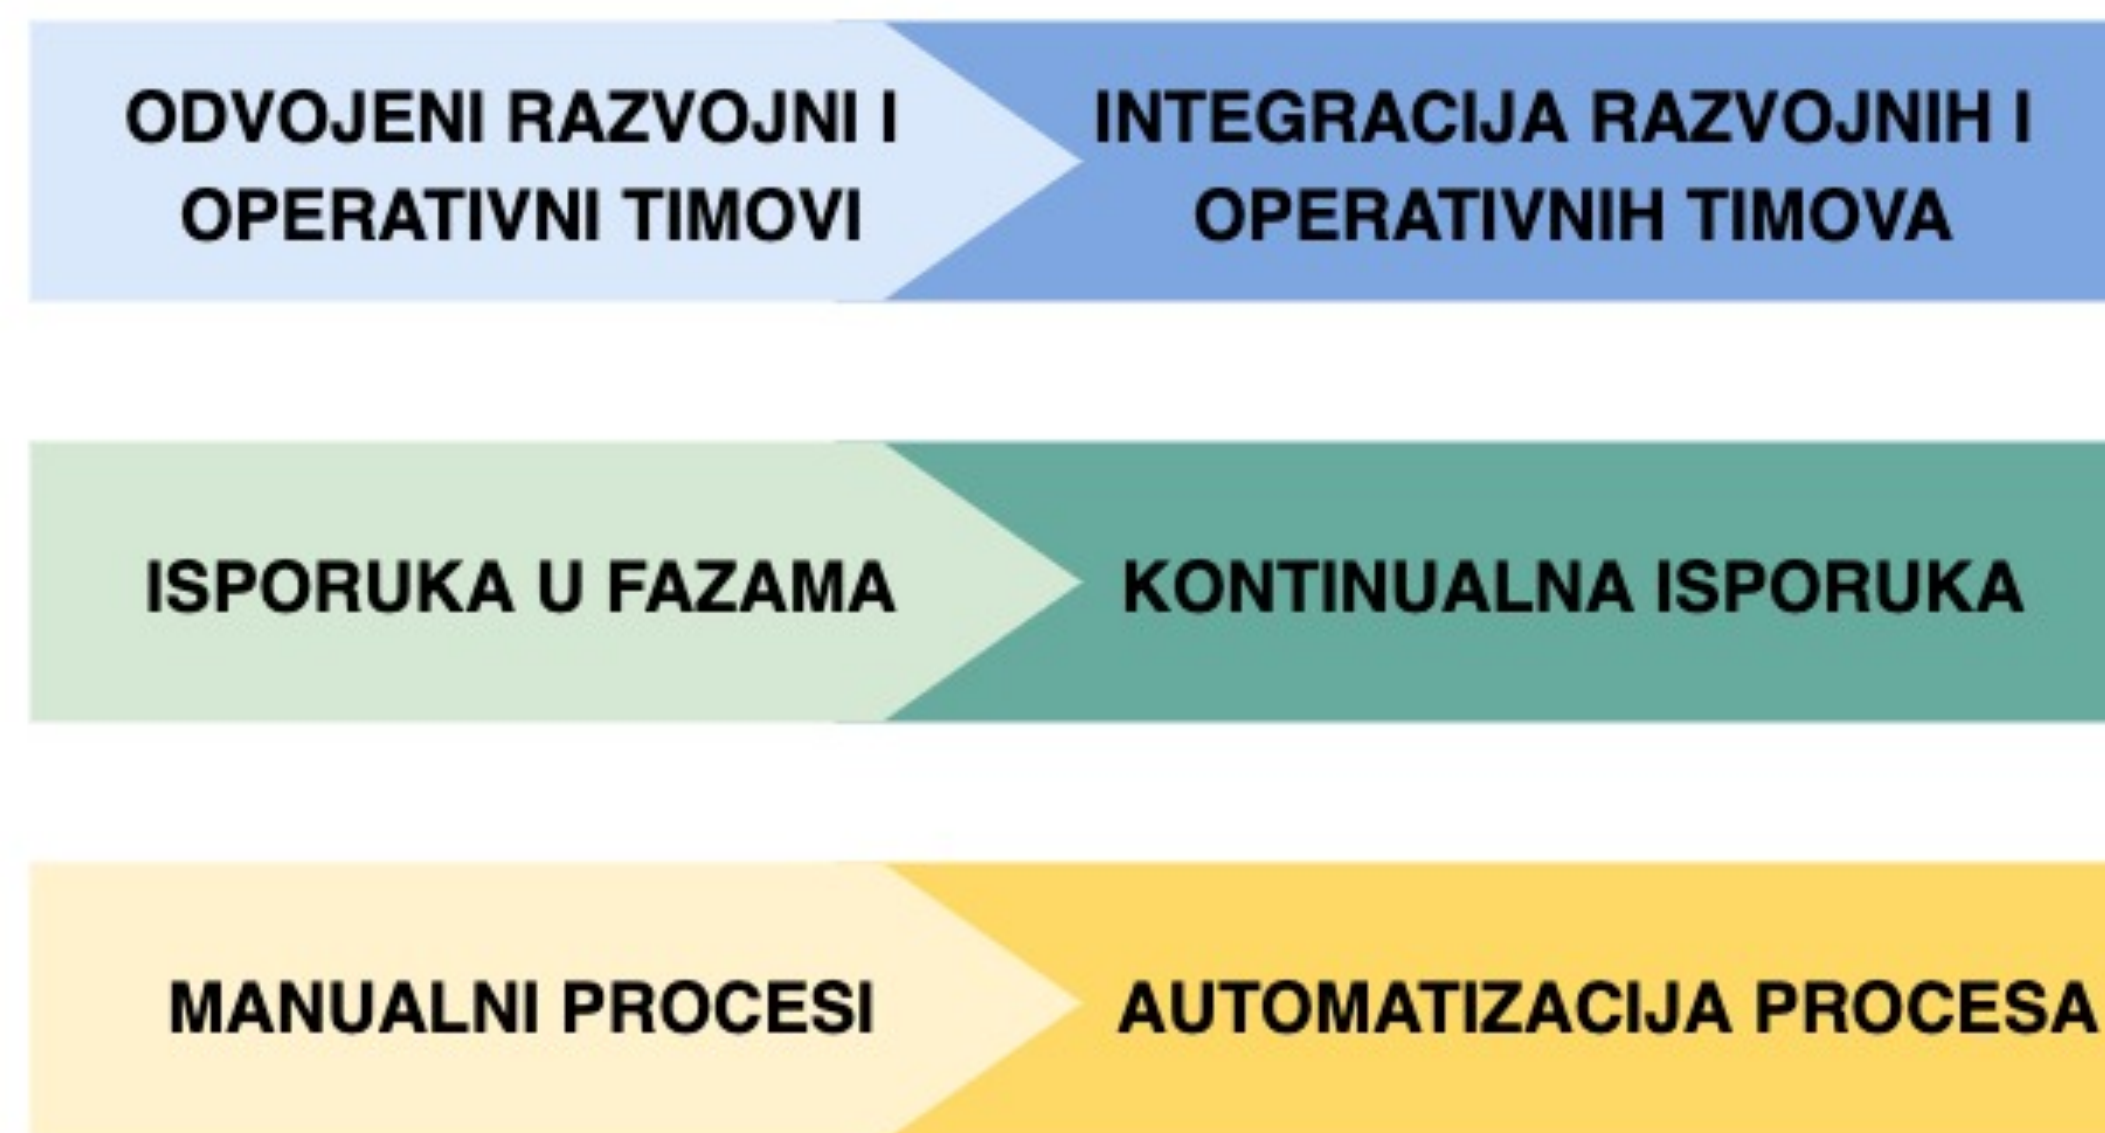 ODVOJENI RAZVOJNI I
OPERATIVNI TIMOVI
INTEGRACIJA RAZVOJNIH I
OPERATIVNIH TIMOVA
ISPORUKA U FAZAMA
KONTINUALNA ISPORUKA
MANUALNI PROCESI
AUTOMATIZACIJA PROCESA